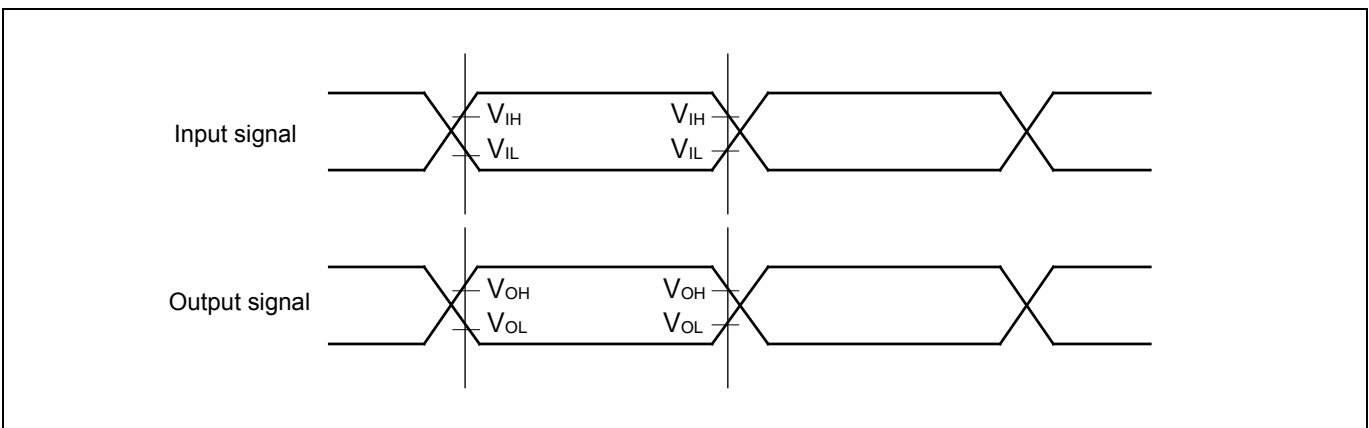 VIH VIH
Input signal
VIL VIL
VOH VOH
Output signal
VOL VOL